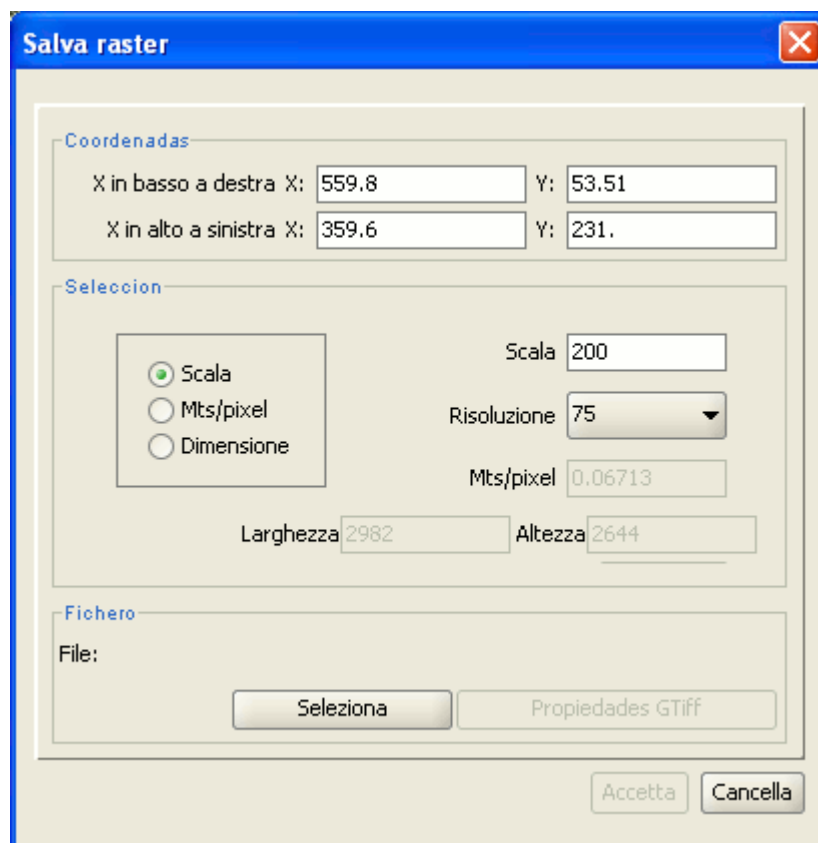 Salva raster
Coordenadas
X in basso a destra X: 559.8 Y: 53.51
X in alto a sinistra X: 359.6 Y: 231.
Seleccion
Scala
Mts/pixel
Dimensione
Scala 200
Risoluzione 75
Mts/pixel 0.06713
Larghezza 2982 Altezza 2644
Fichero
File:
Seleziona Propiedades GTiff
Accetta Cancella